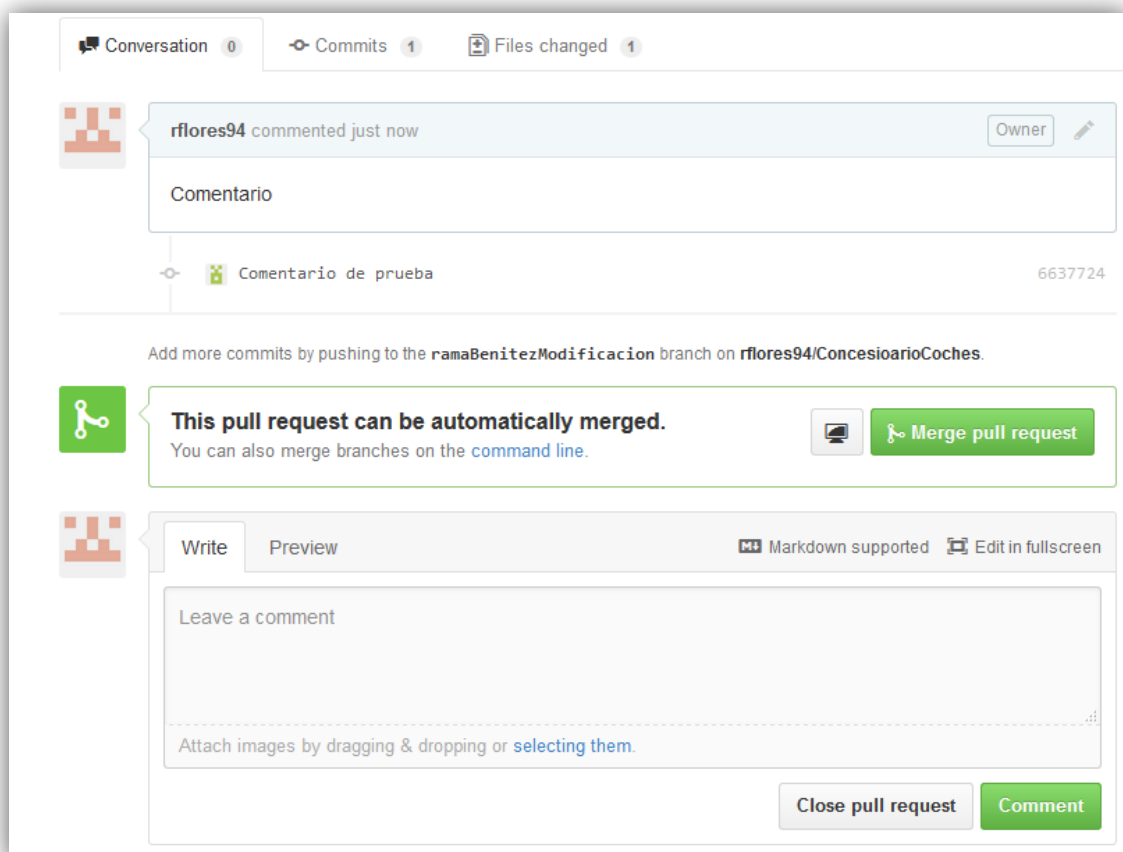 Conversation 0 Commits 1 Files changed 1
rflores94 commented just now Owner
Comentario
Comentario de prueba 6637724
Add more commits by pushing to the ramaBenitezModificacion branch on rflores94/ConcesioarioCoches.
This pull request can be automatically merged.
You can also merge branches on the command line.
Merge pull request
Write Preview Markdown supported Edit in fullscreen
Leave a comment
Attach images by dragging & dropping or selecting them.
Close pull request Comment